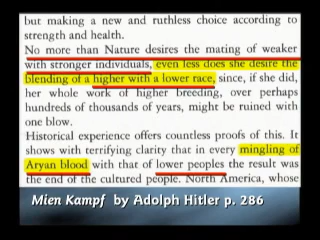 but making a new and ruthless choice according to
strength and health.
No more than Nature desires the mating of weaker
with stronger individuals, even less does she desire the
blending of a higher with a lower race, since, if she did,
her whole work of higher breeding, over perhaps
hundreds of thousands of years, might be ruined with
one blow.
Historical experience offers countless proofs of this. It
shows with terrifying clarity that in every mingling of
Aryan blood with that of lower peoples the result was
the end of the cultured people. North America, whose
Mien Kampf by Adolph Hitler p. 286